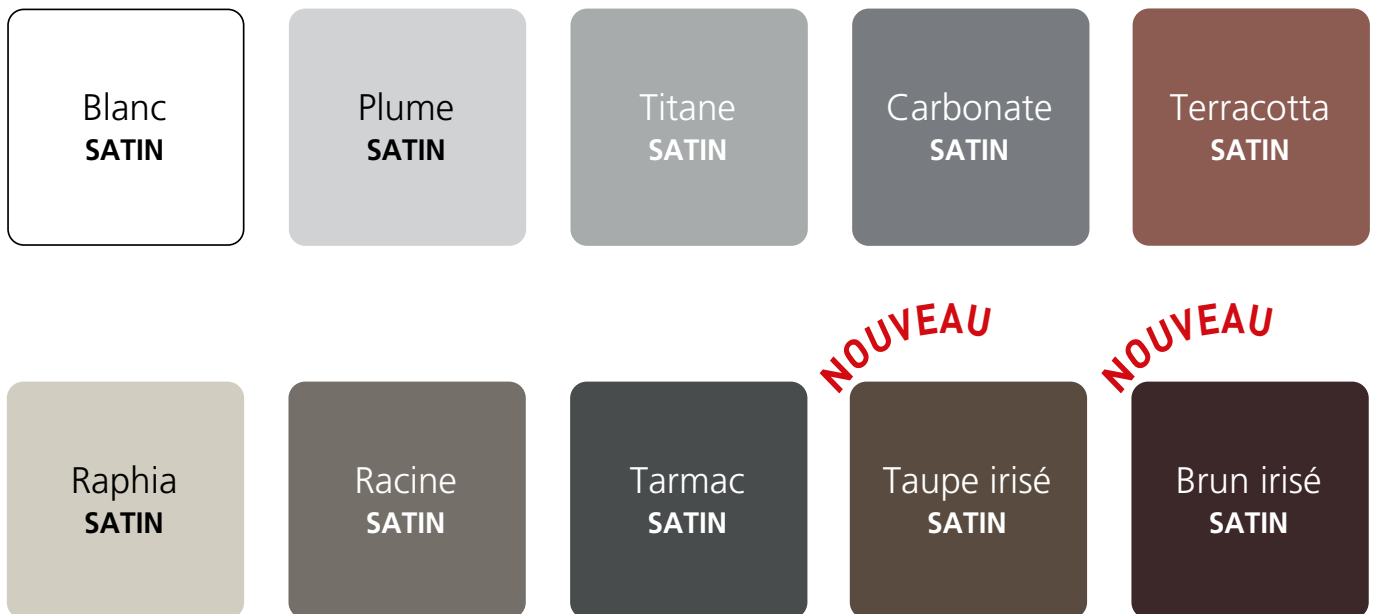 Blanc
SATIN
Plume
SATIN
Titane
SATIN
Carbonate
SATIN
Terracotta
SATIN
Raphia
SATIN
Racine
SATIN
Tarmac
SATIN
NOUVEAU
Taupe irisé
SATIN
NOUVEAU
Brun irisé
SATIN